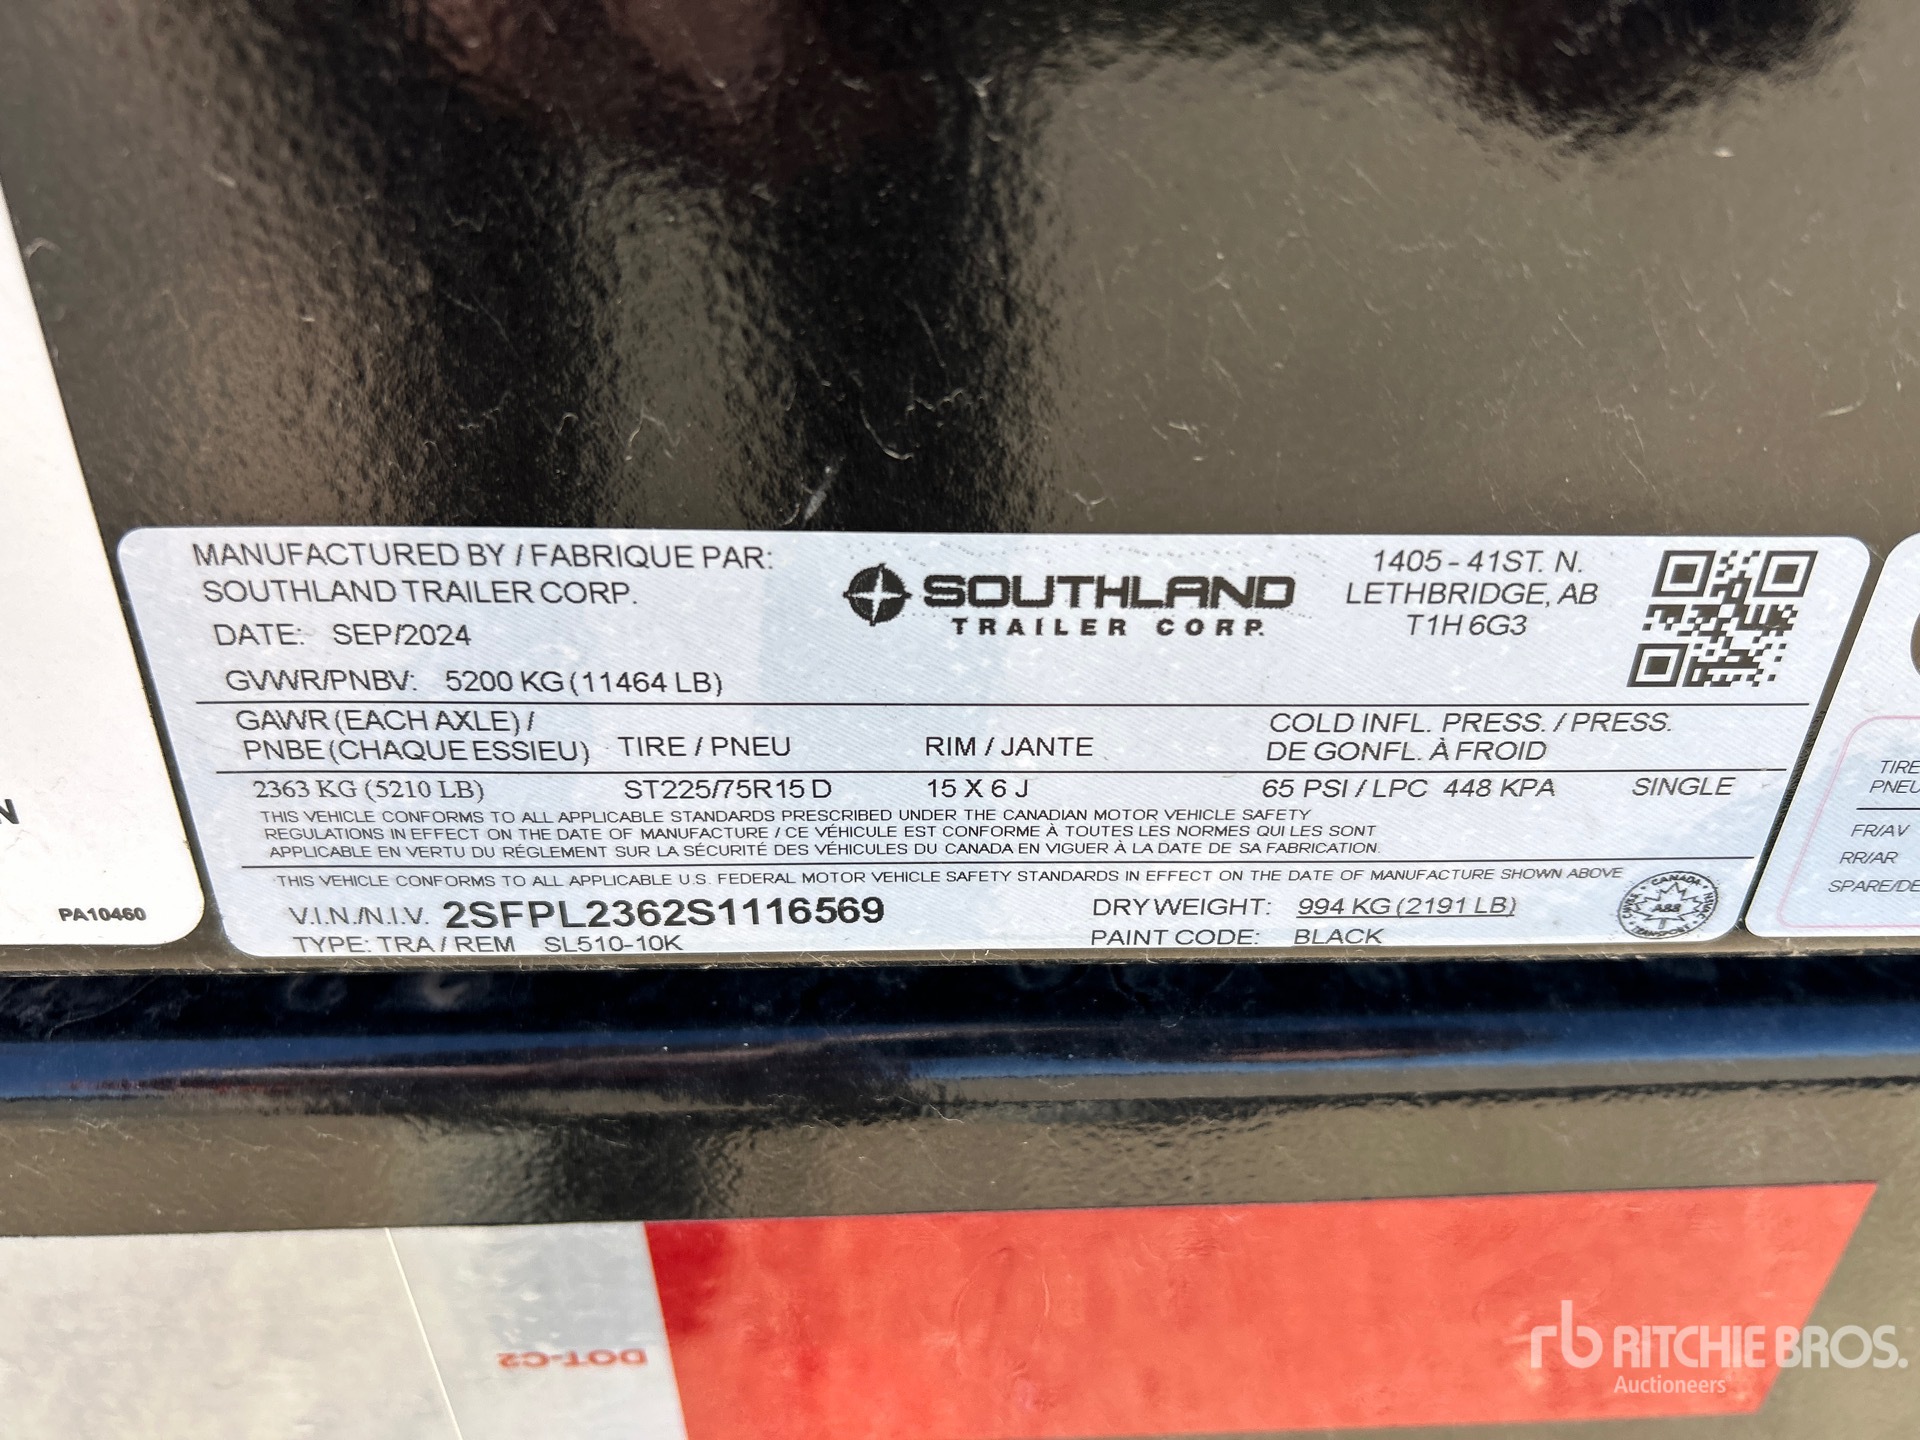 MANUFACTURED BY / FABRIQUE PAR:
SOUTHLAND TRAILER CORP.
DATE: SEP/2024
GVWR/PNBV: 5200 KG (11464 LB)
SOUTHLAND
TRAILER CORP.
1405 - 41ST. N.
LETHBRIDGE, AB
T1H 6G3
GAWR (EACH AXLE) /
PNBE (CHAQUE ESSIEU) TIRE / PNEU RIM / JANTE
COLD INFL. PRESS. / PRESS.
DE GONFL. À FROID
2363 KG (5210 LB) ST225/75R15 D 15 X 6 J 65 PSI / LPC 448 KPA SINGLE
THIS VEHICLE CONFORMS TO ALL APPLICABLE STANDARDS PRESCRIBED UNDER THE CANADIAN MOTOR VEHICLE SAFETY
REGULATIONS IN EFFECT ON THE DATE OF MANUFACTURE / CE VÉHICULE EST CONFORME À TOUTES LES NORMES QUI LES SONT
APPLICABLE EN VERTU DU RÉGLEMENT SUR LA SÉCURITÉ DES VÉHICULES DU CANADA EN VIGUER À LA DATE DE SA FABRICATION.
THIS VEHICLE CONFORMS TO ALL APPLICABLE U.S. FEDERAL MOTOR VEHICLE SAFETY STANDARDS IN EFFECT ON THE DATE OF MANUFACTURE SHOWN ABOVE
V.I.N./N.I.V. 2SFPL2362S1116569 DRY WEIGHT: 994 KG (2191 LB)
TYPE: TRA / REM SL510-10K PAINT CODE: BLACK
CANADA
TRANSPORT
PA10460
N
TIRE
PNEU
FR/AV
RR/AR
SPARE/DE
DOT-C2
rb RITCHIE BROS.
Auctioneers